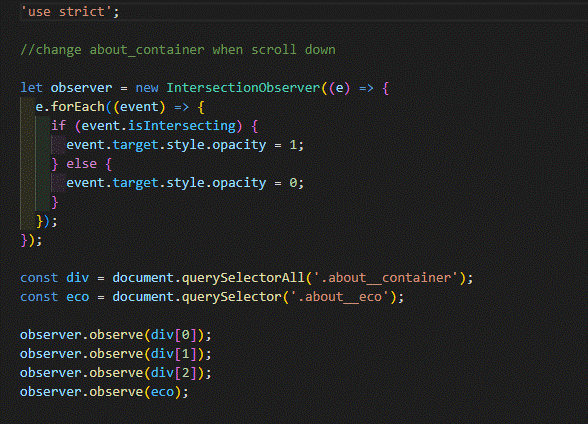 'use strict';
//change about_container when scroll down
let observer = new IntersectionObserver((e) => {
e.forEach((event) => {
if (event.isIntersecting) {
event.target.style.opacity = 1;
} else {
event.target.style.opacity = 0;
}
});
});
const div = document.querySelectorAll('.about__container');
const eco = document.querySelector('.about__eco');
observer.observe(div[0]);
observer.observe(div[1]);
observer.observe(div[2]);
observer.observe(eco);